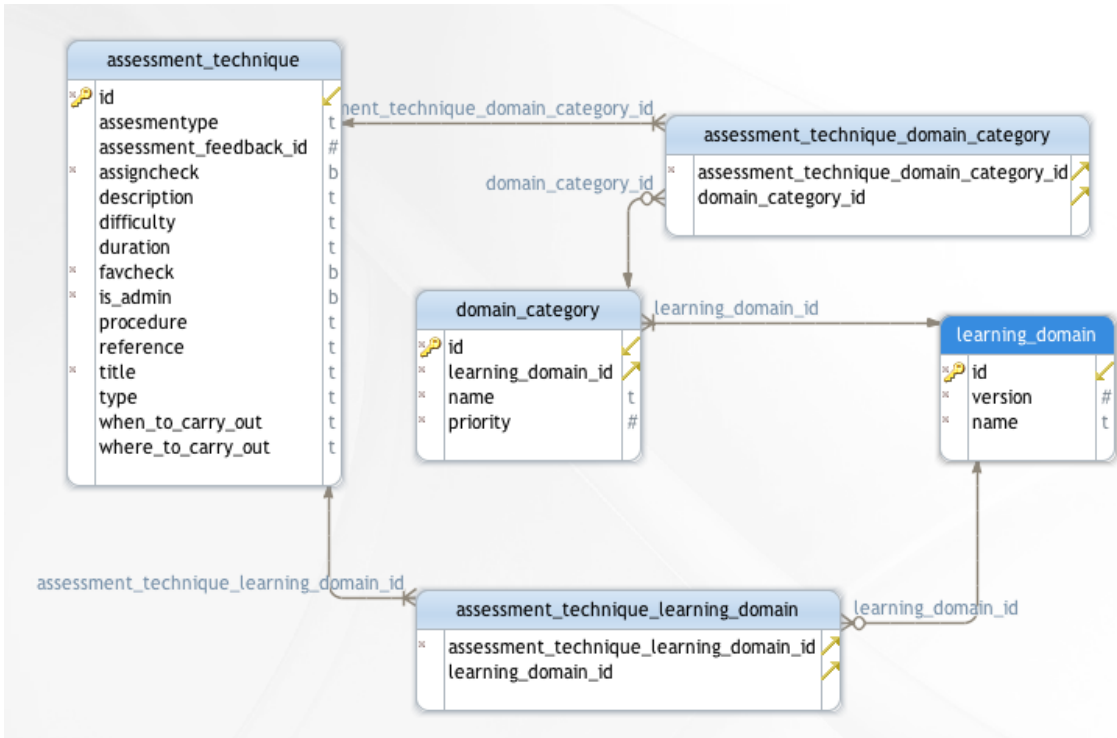 assessment_technique
id
assesmentype t
assessment_feedback_id #
assigncheck b
description t
difficulty t
duration t
favcheck b
is_admin b
procedure t
reference t
title t
type t
when_to_carry_out t
where_to_carry_out t
ent_technique_domain_category_id
assessment_technique_domain_category
assessment_technique_domain_category_id
domain_category_id
domain_category_id
domain_category
id
learning_domain_id
name t
priority #
learning_domain_id
learning_domain
id
version #
name t
assessment_technique_learning_domain_id
assessment_technique_learning_domain
assessment_technique_learning_domain_id
learning_domain_id
learning_domain_id